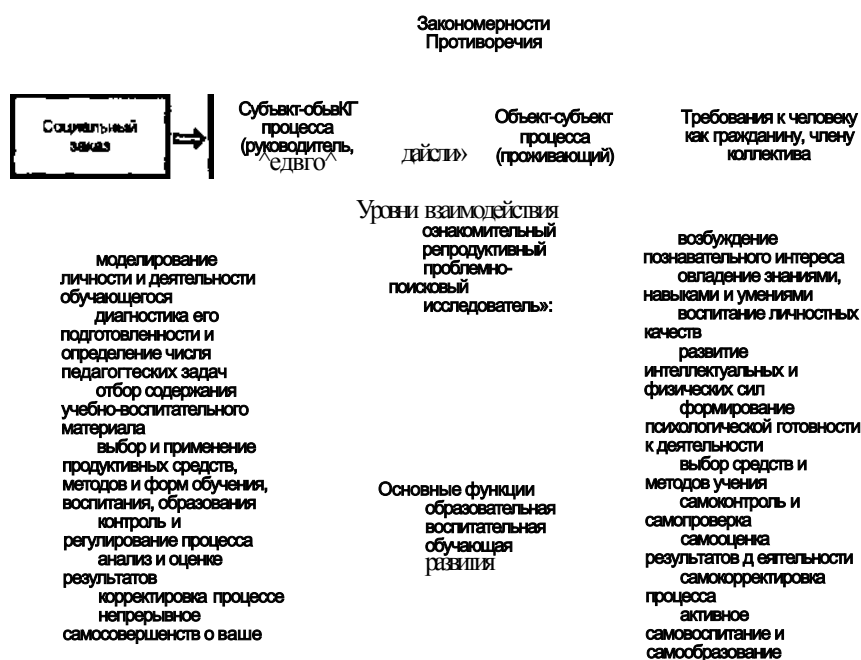 Закономерности
Противоречия
Социальный
заказ
Субъвкт-обьвКГ
процесса
(руководитель,
^едвго^
дайсли»
Объект-субъект
процесса
(проживающий)
Требования к человеку
как гражданину, члену
коллектива
Уровни взаимодействия
ознакомительный
репродуктивный
проблемно-
поисковый
исследователь»:
моделирование
личности и деятельности
обучающегося
диагностика его
подготовленности и
определение числя
педагогтеских задач
отбор содержания
учебно-воспитательного
материала
выбор и применение
продуктивных средств,
методов и форм обучения,
воспитания, образования
контроль и
регулирование процесса
анализ и оценке
результатов
корректировка процессе
непрерывное
самосовершенств о ваше
Основные функции
образовательная
воспитательная
обучающая
развития
возбуждение
познавательного интереса
овладение знаниями,
навыками и умениями
воспитание личностных
качеств
развитие
интеллектуальных и
физических сил
формирование
психологической готовности
к деятельности
выбор средств и
методов учения
самоконтроль и
самопроверка
самооценка
результатов д еятгельности
самокорректировка
процесса
активное
самовоспитание и
самообразование